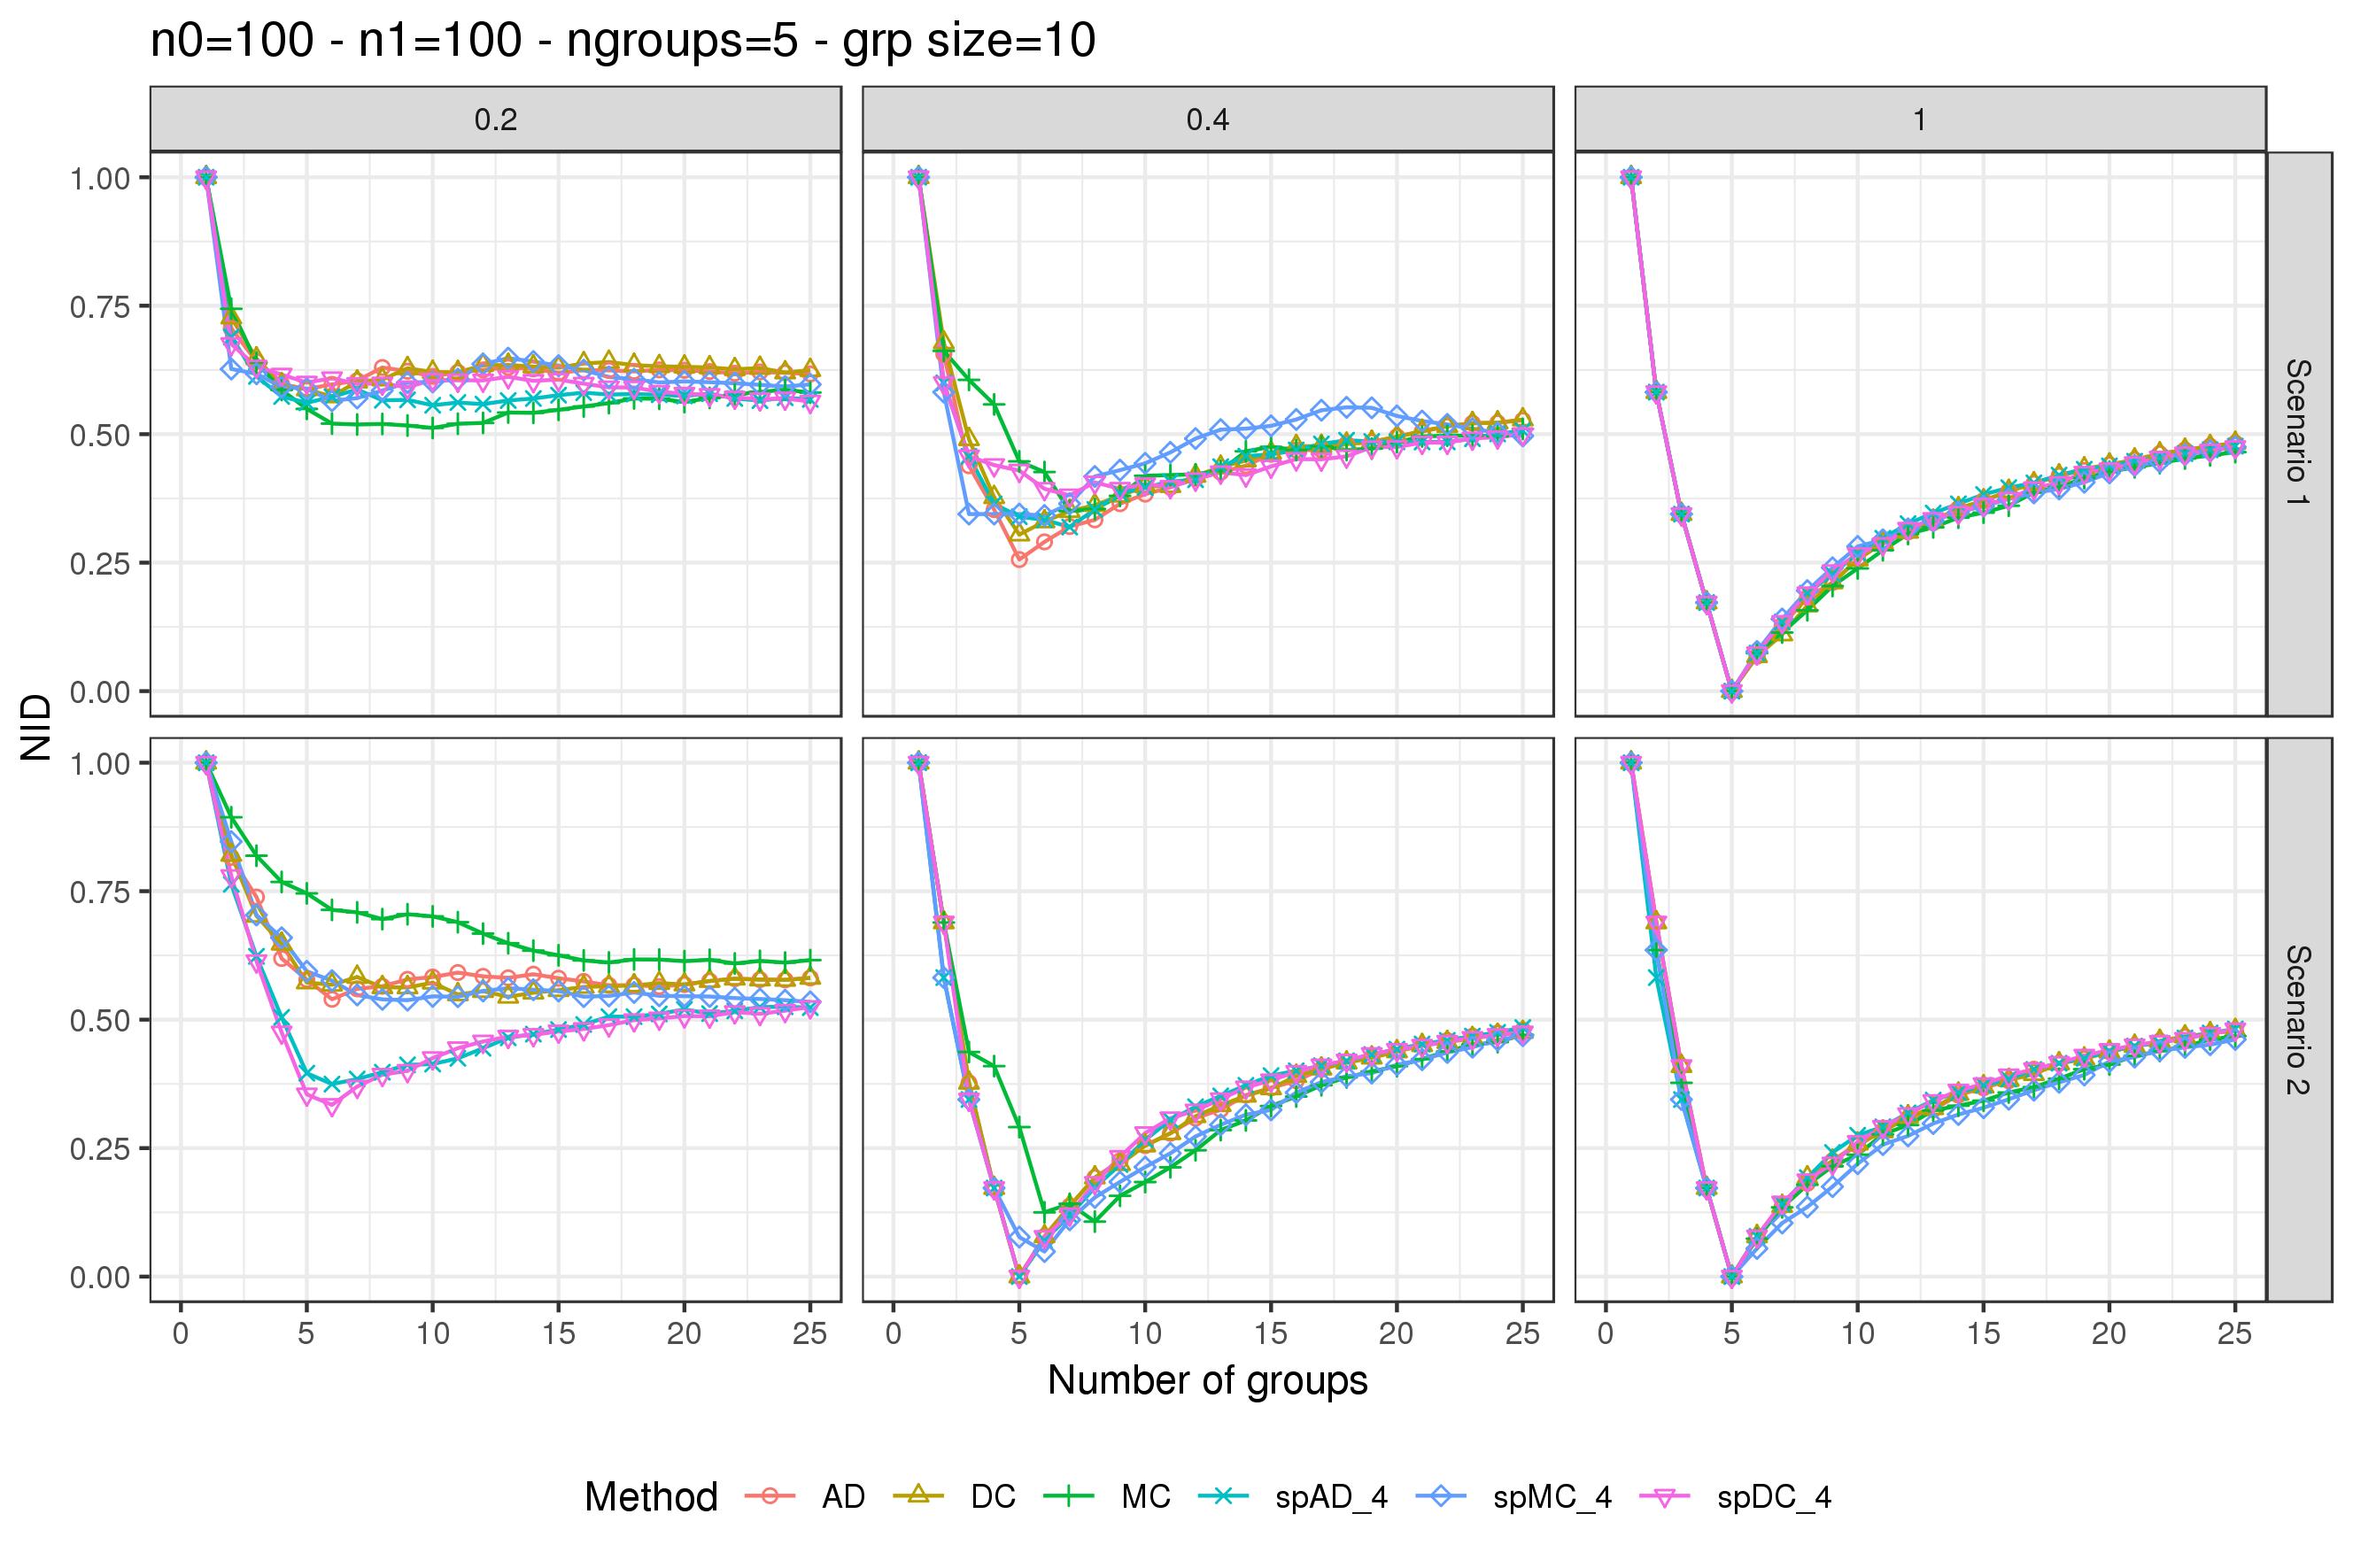 n0=100 - n1=100 - ngroups=5 - grp size=10
0.2 0.4 1
1.00
0.75
0.50
0.25
0.00
Scenario 1
NID
1.00
0.75
0.50
0.25
0.00
Scenario 2
0 5 10 15 20 25 0 5 10 15 20 25 0 5 10 15 20 25
Number of groups
Method AD DC MC spAD_4 spMC_4 spDC_4